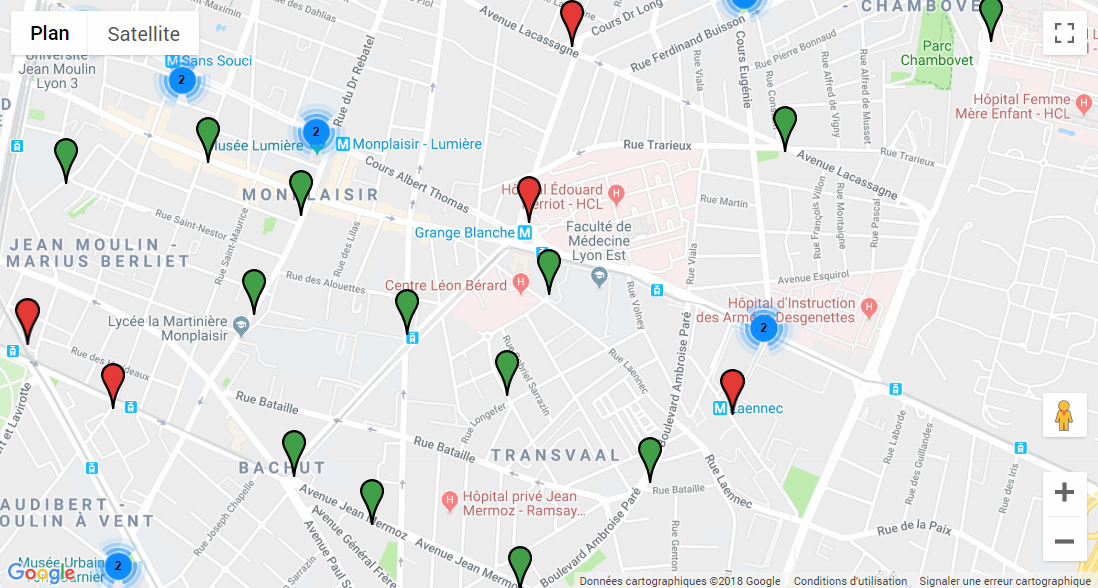 Plan
Satellite
Université
Jean Moulin
Lyon 3
Sans Souci
2
Rue des Dahlias
Rue du Dr Rebatel
Avenue Lacassagne
Cours Dr Long
Rue Ferdinand Buisson
Cours Eugénie
Rue Viala
Rue Pierre Bonnaud
Rue Alfred de Vigny
Rue Alfred de Musset
CHAMBOVE
Parc
Chambovet
Hôpital Femme
Mère Enfant - HCL
2
Musée Lumière
Monplaisir - Lumière
Cours Albert Thomas
MONPLAISIR
Rue Trarieux
Avenue Lacassagne
Rue Trarieux
Hôpital Édouard
Herriot - HCL
Grange Blanche
Faculté de
Médecine
Lyon Est
Rue Martin
Rue François Villon
Rue Montaigne
Rue Pascal
Rue Saint-Nestor
Rue Saint-Maurice
Rue des Lilas
JEAN MOULIN -
MARIUS BERLIET
Rue des Alouettes
Centre Léon Bérard
Rue Viala
Avenue Esquirol
Rue Volney
Hôpital d'Instruction
des Armées Desgenettes
2
Lycée la Martinière
Monplaisir
Rue Laennec
Boulevard Ambroise Paré
Rue Gabriel Sarrazin
Rue Longefer
Laennec
et Lavirotte
Rue Bataille
Rue Bataille
TRANSVAAL
BACHUT
Rue Bataille
Rue Laennec
Rue Laborde
Rue des Guillandes
Rue des Iris
Rue de la Paix
Hôpital privé Jean
Mermoz - Ramsay...
Avenue Jean Mermoz
Avenue Jean Mermoz
Rue Joseph Chapelle
Avenue Général Frère
Avenue Paul Sa
Boulevard Ambroise Paré
Rue Genton
AUDIBERT -
OULIN À VENT
Musée Urbain
Tony Garnier
2
Google
Données cartographiques ©2018 Google
Conditions d'utilisation
Signaler une erreur cartographique